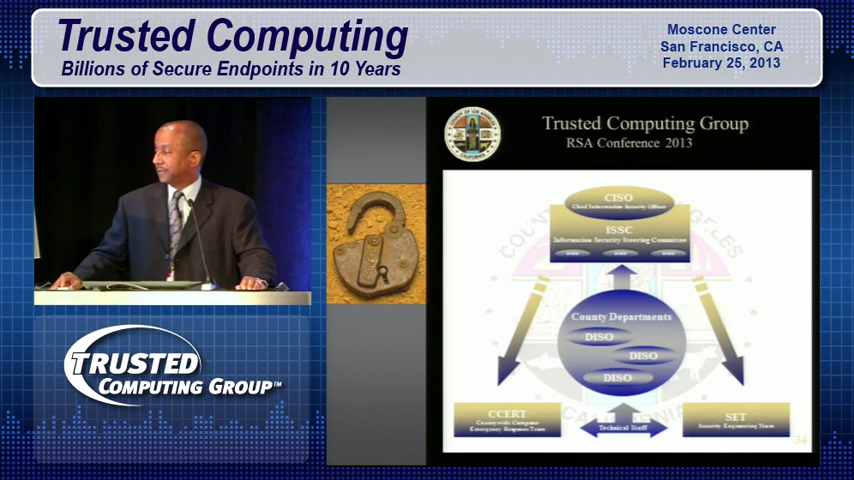 Trusted Computing
Billions of Secure Endpoints in 10 Years
Moscone Center
San Francisco, CA
February 25, 2013
TRUSTED
COMPUTING GROUP™
Trusted Computing Group
RSA Conference 2013
CISO
Chief Information Security Officer
ISSC
Information Security Steering Committee
County Departments
DISO
DISO
DISO
CCERT
Countywide Computer
Emergency Response Team
Technical Staff
SET
Security Engineering Team
34